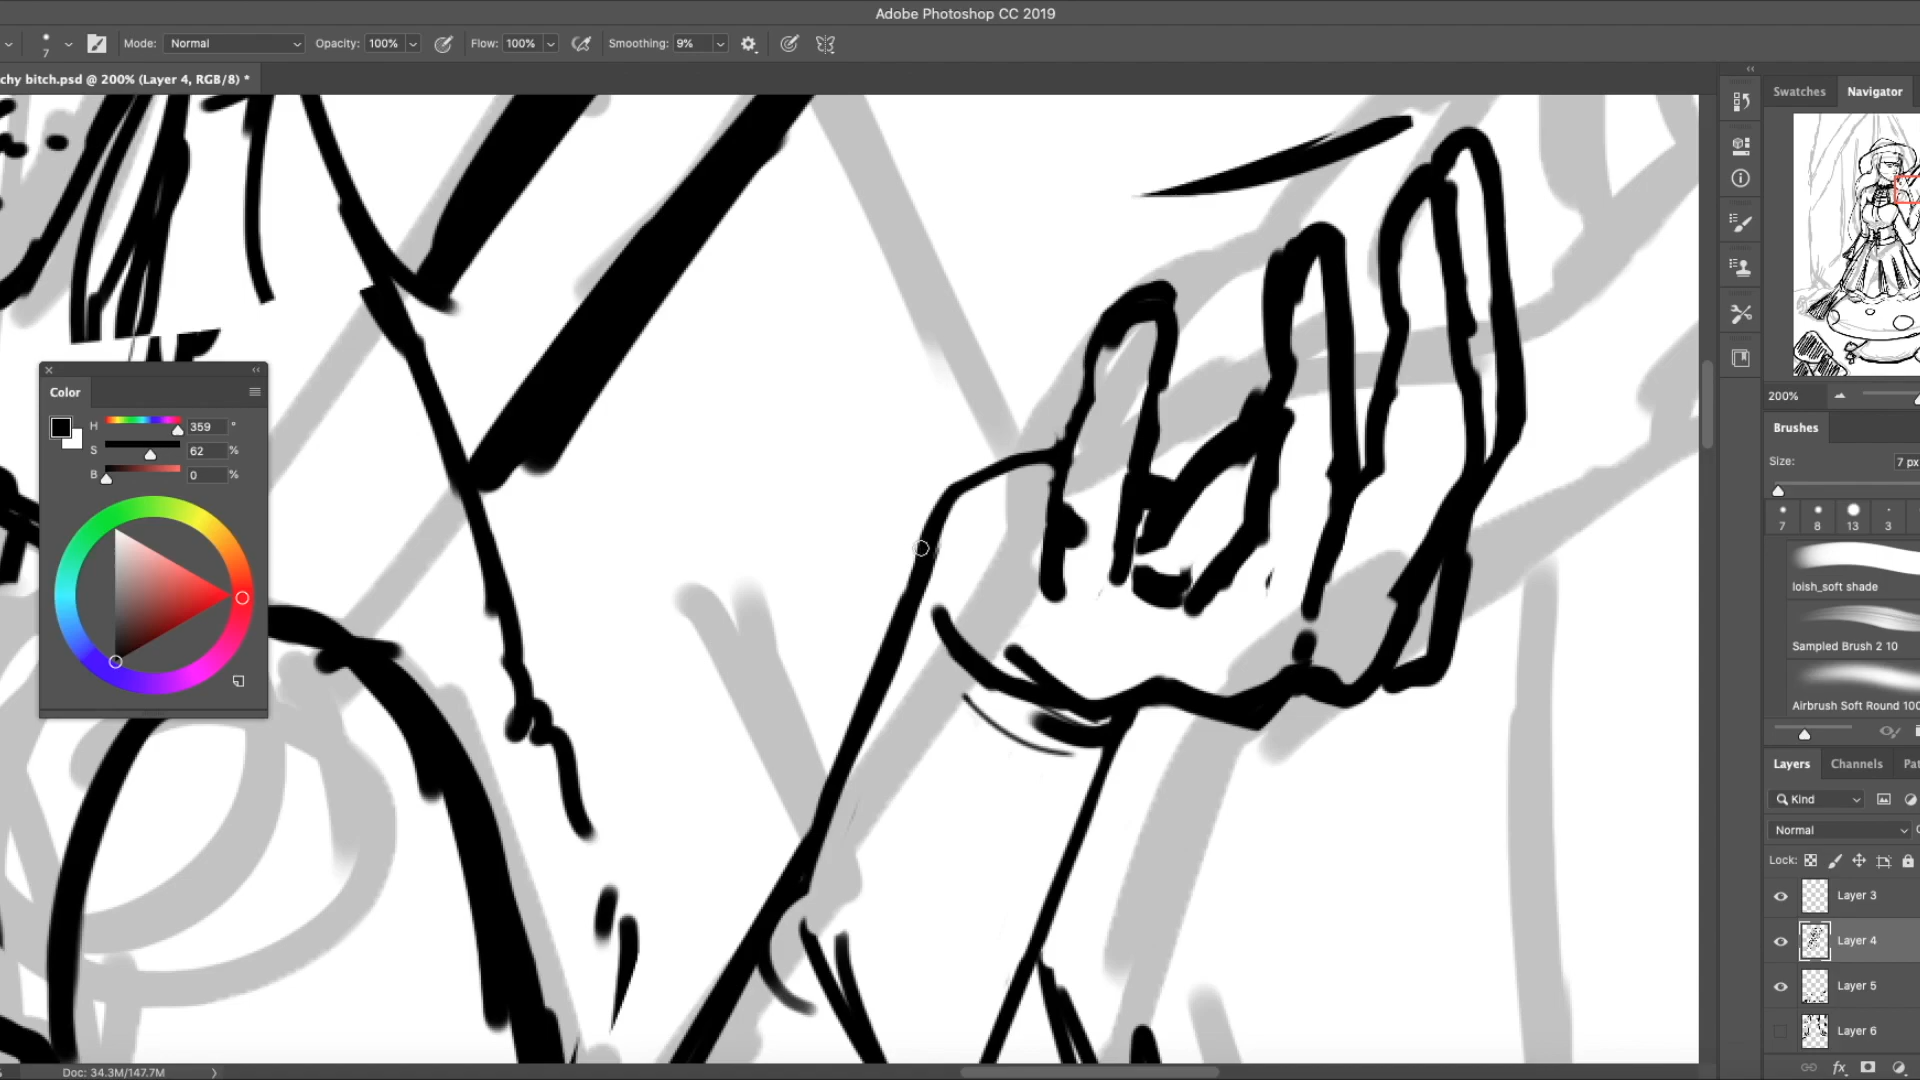 Adobe Photoshop CC 2019
7 Mode: Normal Opacity: 100% Flow: 100% Smoothing: 9%
chy bitch.psd @ 200% (Layer 4, RGB/8) *
Swatches Navigator
200%
Brushes
Size: 7 px
7 8 13 3
loish_soft shade
Sampled Brush 2 10
Airbrush Soft Round 100
Layers Channels Pat
Kind
Normal
Lock:
Layer 3
Layer 4
Layer 5
Layer 6
fx
Color
H 359 °
S 62 %
B 0 %
Doc: 34.3M/147.7M